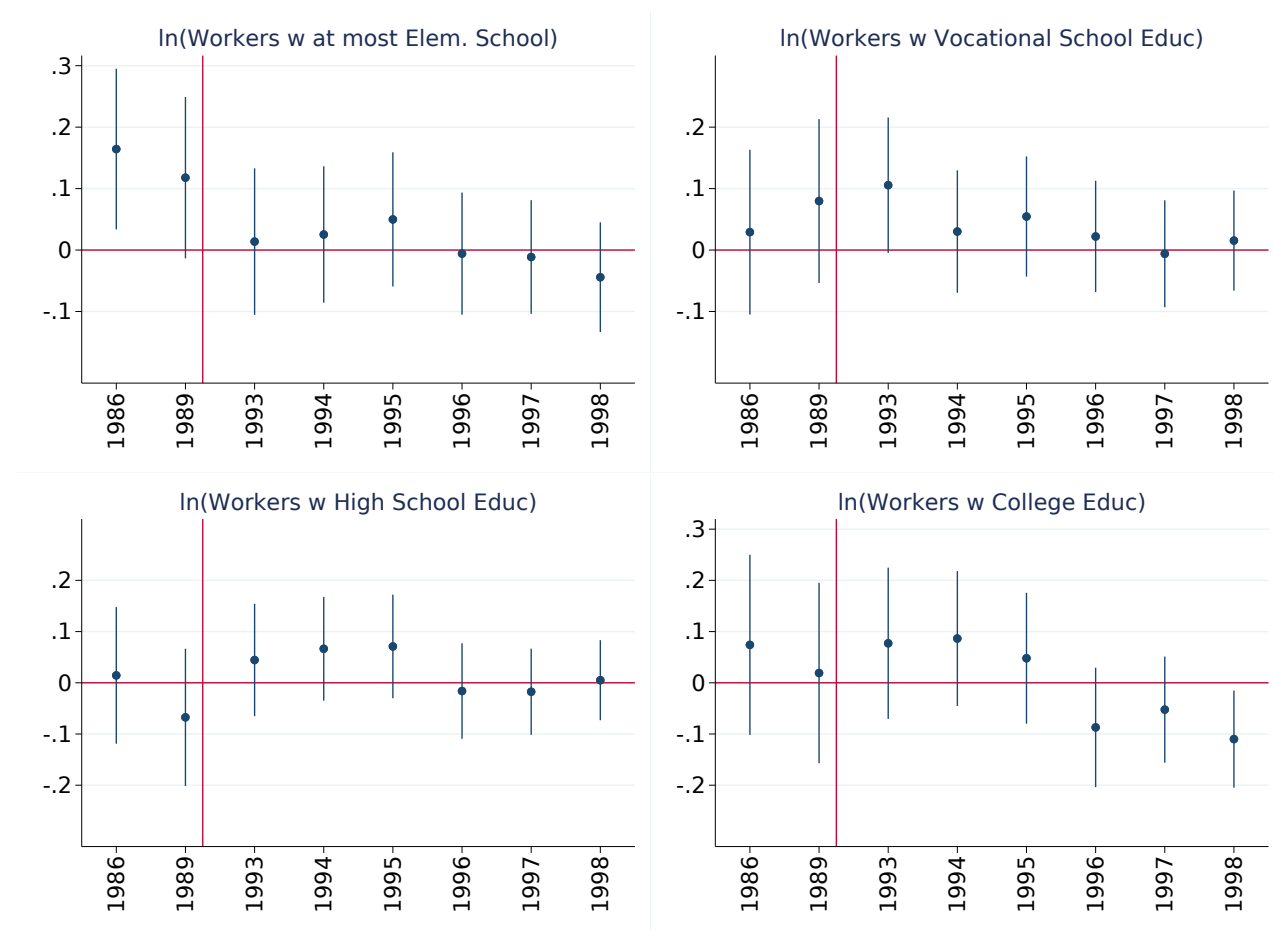 ln(Workers w at most Elem. School)
.3
.2
.1
0
-.1
1986 1989 1993 1994 1995 1996 1997 1998
ln(Workers w Vocational School Educ)
.2
.1
0
-.1
1986 1989 1993 1994 1995 1996 1997 1998
ln(Workers w High School Educ)
.2
.1
0
-.1
-.2
1986 1989 1993 1994 1995 1996 1997 1998
ln(Workers w College Educ)
.3
.2
.1
0
-.1
-.2
1986 1989 1993 1994 1995 1996 1997 1998